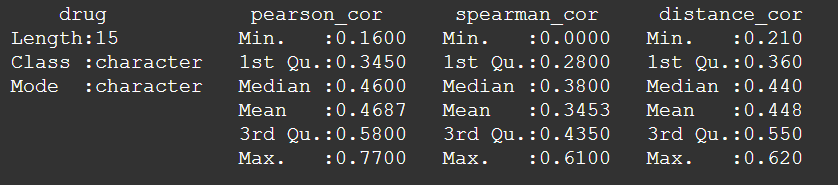 drug pearson_cor spearman_cor distance_cor
Length:15 Min. :0.1600 Min. :0.0000 Min. :0.210
Class :character 1st Qu.:0.3450 1st Qu.:0.2800 1st Qu.:0.360
Mode :character Median :0.4600 Median :0.3800 Median :0.440
Mean :0.4687 Mean :0.3453 Mean :0.448
3rd Qu.:0.5800 3rd Qu.:0.4350 3rd Qu.:0.550
Max. :0.7700 Max. :0.6100 Max. :0.620